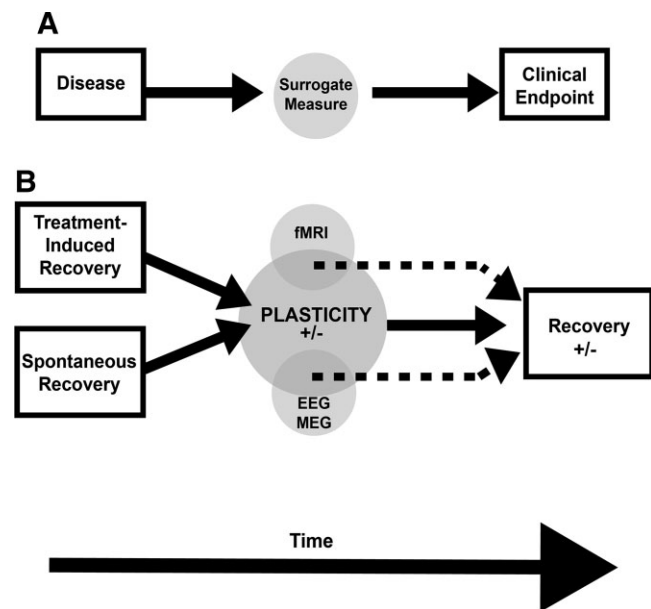 A
Disease
Surrogate
Measure
Clinical
Endpoint
B
Treatment-
Induced
Recovery
Spontaneous
Recovery
fMRI
PLASTICITY
+/-
EEG
MEG
Recovery
+/-
Time